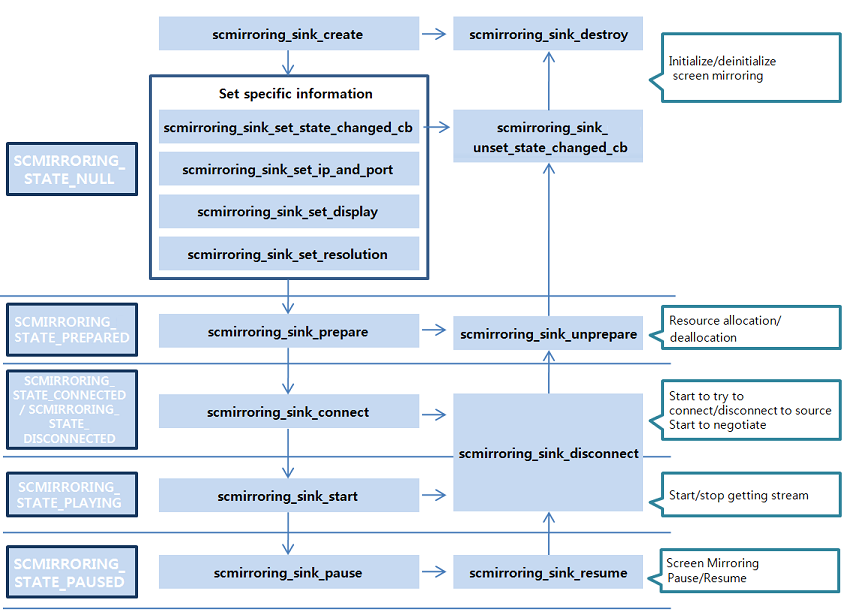 scmirroring_sink_create
scmirroring_sink_destroy
Initialize/deinitialize
screen mirroring
Set specific information
scmirroring_sink_set_state_changed_cb
scmirroring_sink_
unset_state_changed_cb
SCMIRRORING_
STATE_NULL
scmirroring_sink_set_ip_and_port
scmirroring_sink_set_display
scmirroring_sink_set_resolution
SCMIRRORING_
STATE_PREPARED
scmirroring_sink_prepare
scmirroring_sink_unprepare
Resource allocation/
deallocation
SCMIRRORING_
STATE_CONNECTED
/ SCMIRRORING_
STATE_
DISCONNECTED
scmirroring_sink_connect
scmirroring_sink_disconnect
Start to try to
connect/disconnect to source
Start to negotiate
SCMIRRORING_
STATE_PLAYING
scmirroring_sink_start
Start/stop getting stream
SCMIRRORING_
STATE_PAUSED
scmirroring_sink_pause
scmirroring_sink_resume
Screen Mirroring
Pause/Resume